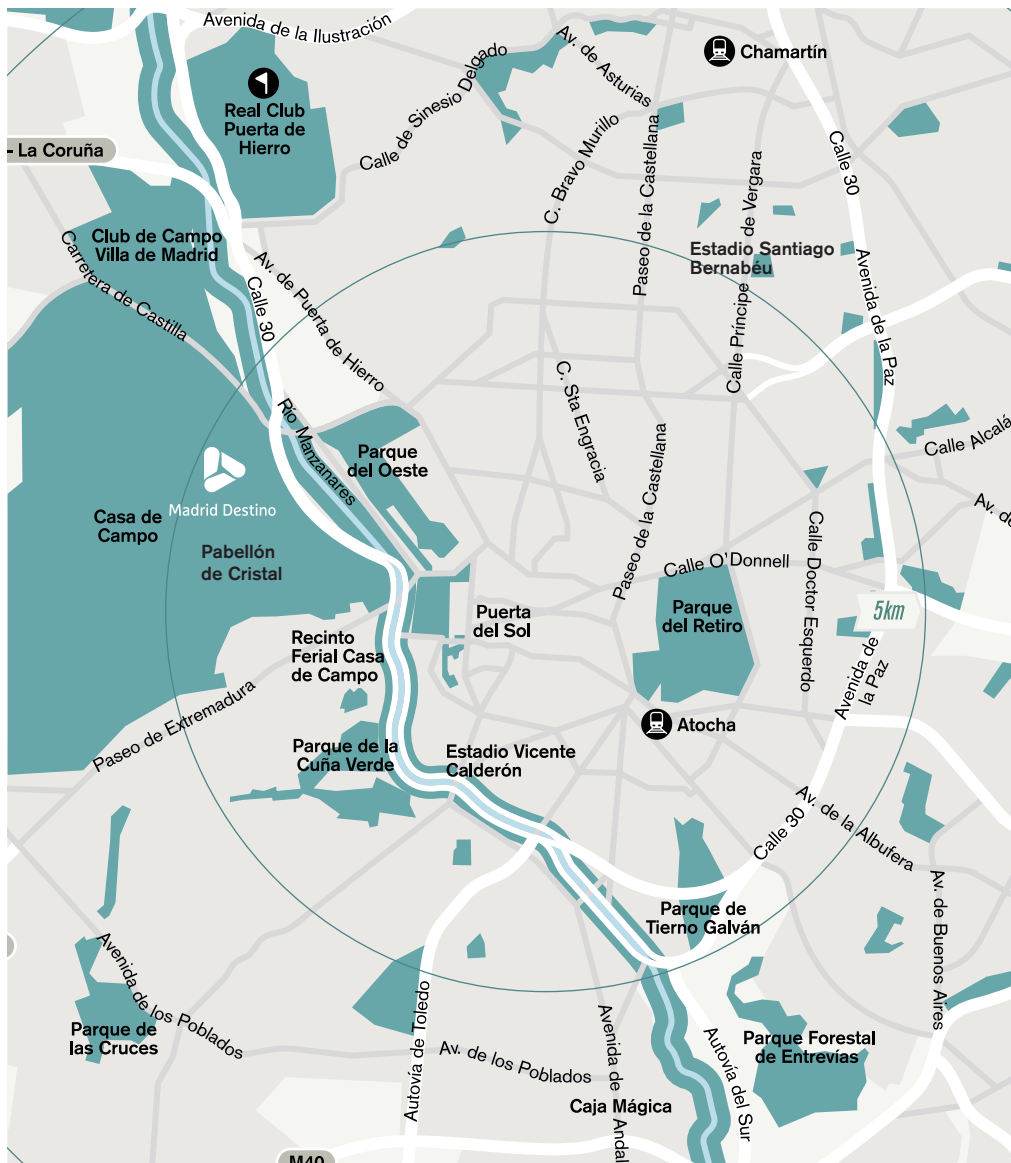 Avenida de la Ilustración
Av. de Asturias
Chamartín
Real Club
Puerta de
Hierro
Calle de Sinesio Delgado
C. Bravo Murillo
Paseo de la Castellana
Calle Príncipe de Vergara
Calle 30
- La Coruña
Club de Campo
Villa de Madrid
Carretera de Castilla
Calle 30
Av. de Puerta de Hierro
Estadio Santiago
Bernabéu
Avenida de la Paz
C. Sta Engracia
Paseo de la Castellana
Río Manzanares
Parque
del Oeste
Calle Alcalá
Madrid Destino
Casa de
Campo
Pabellón
de Cristal
Av. de
Calle O’Donnell
Calle Doctor Esquerdo
Puerta
del Sol
Parque
del Retiro
5km
Recinto
Ferial Casa
de Campo
Avenida de
la Paz
Paseo de Extremadura
Atocha
Parque de la
Cuña Verde
Estadio Vicente
Calderón
Calle 30
Av. de la Albufera
Av. de Buenos Aires
Parque de
Tierno Galván
Avenida de los Poblados
Parque de
las Cruces
Autovía de Toledo
Av. de los Poblados
Avenida de Andal
Autovía del Sur
Parque Forestal
de Entrevías
Caja Mágica
M40